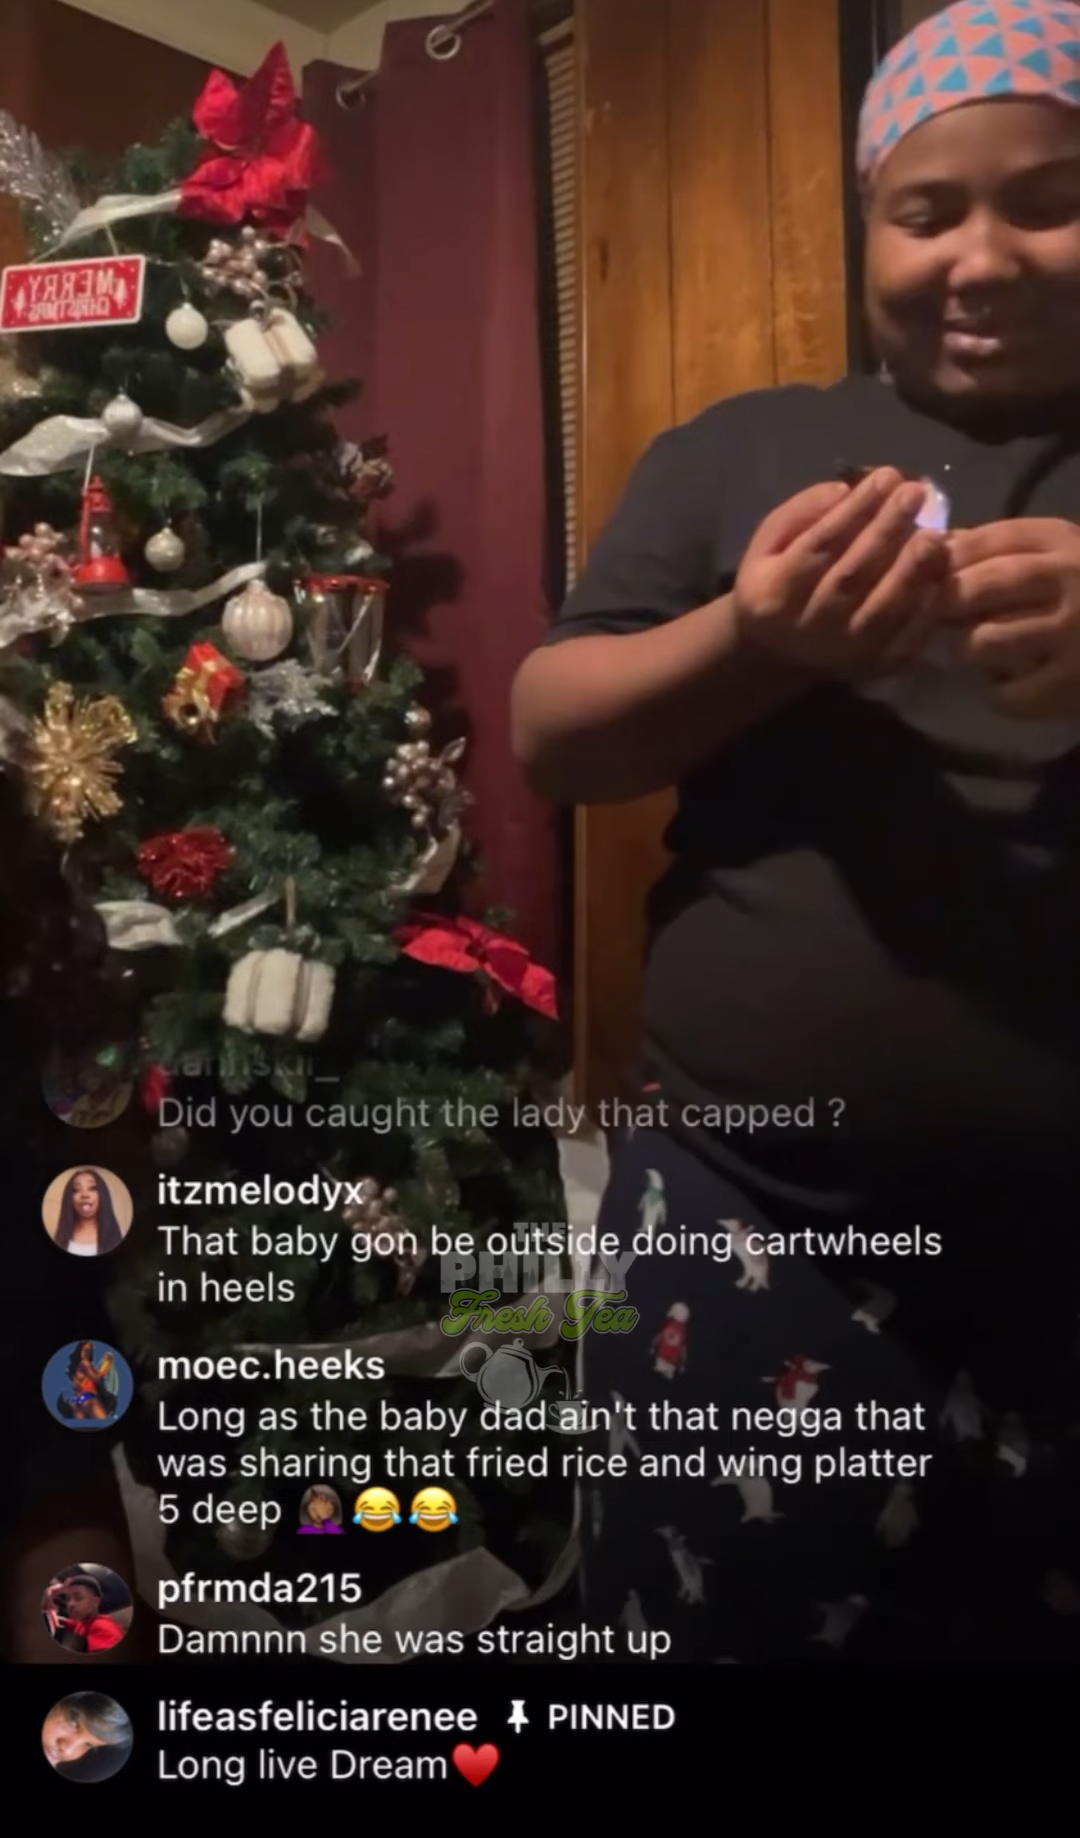 MERRY
CHRISTMAS
Did you caught the lady that capped ?
itzmelodyx
That baby gon be outside doing cartwheels
in heels
THE
PHILLY
Fresh Tea
moec.heeks
Long as the baby dad ain't that negga that
was sharing that fried rice and wing platter
5 deep 🤦🏾‍♀️😂😂
pfrmda215
Damnnn she was straight up
lifeasfeliciarenee 📌 PINNED
Long live Dream♥️